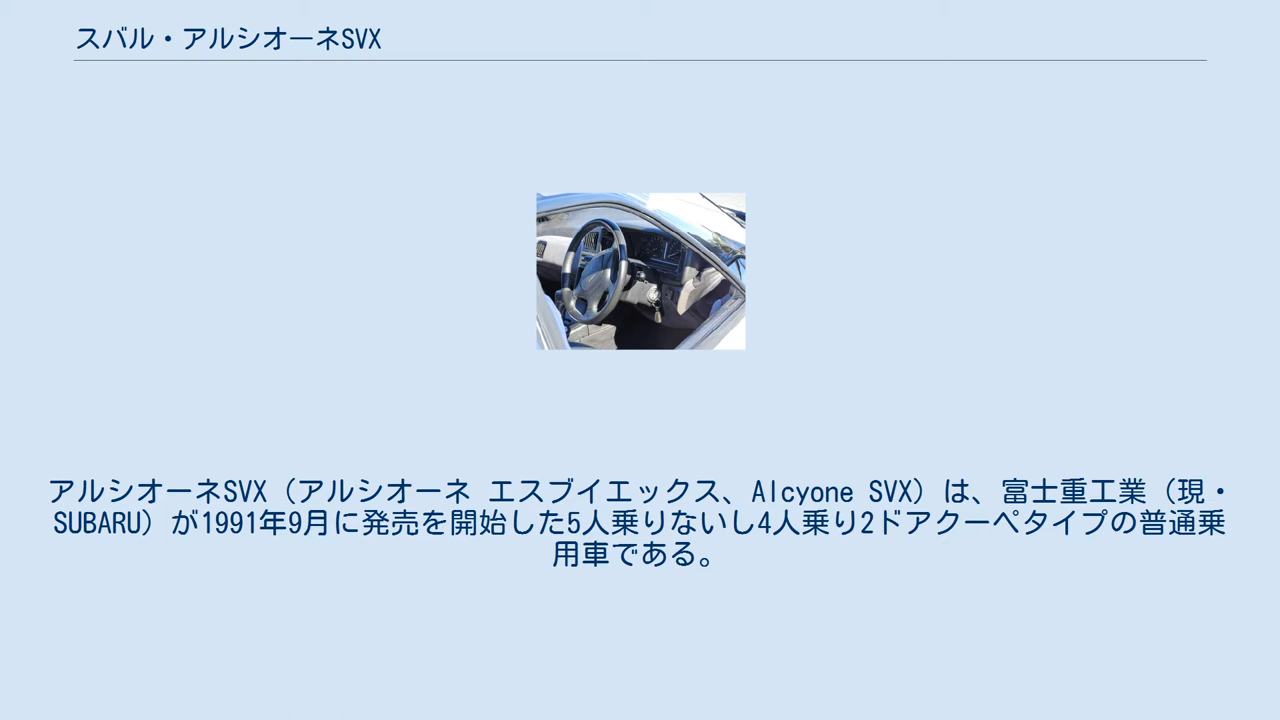 スバル・アルシオーネSVX
アルシオーネSVX（アルシオーネ エスブイエックス、Alcyone SVX）は、富士重工業（現・
SUBARU）が1991年9月に発売を開始した5人乗りないし4人乗り2ドアクーペタイプの普通乗
用車である。